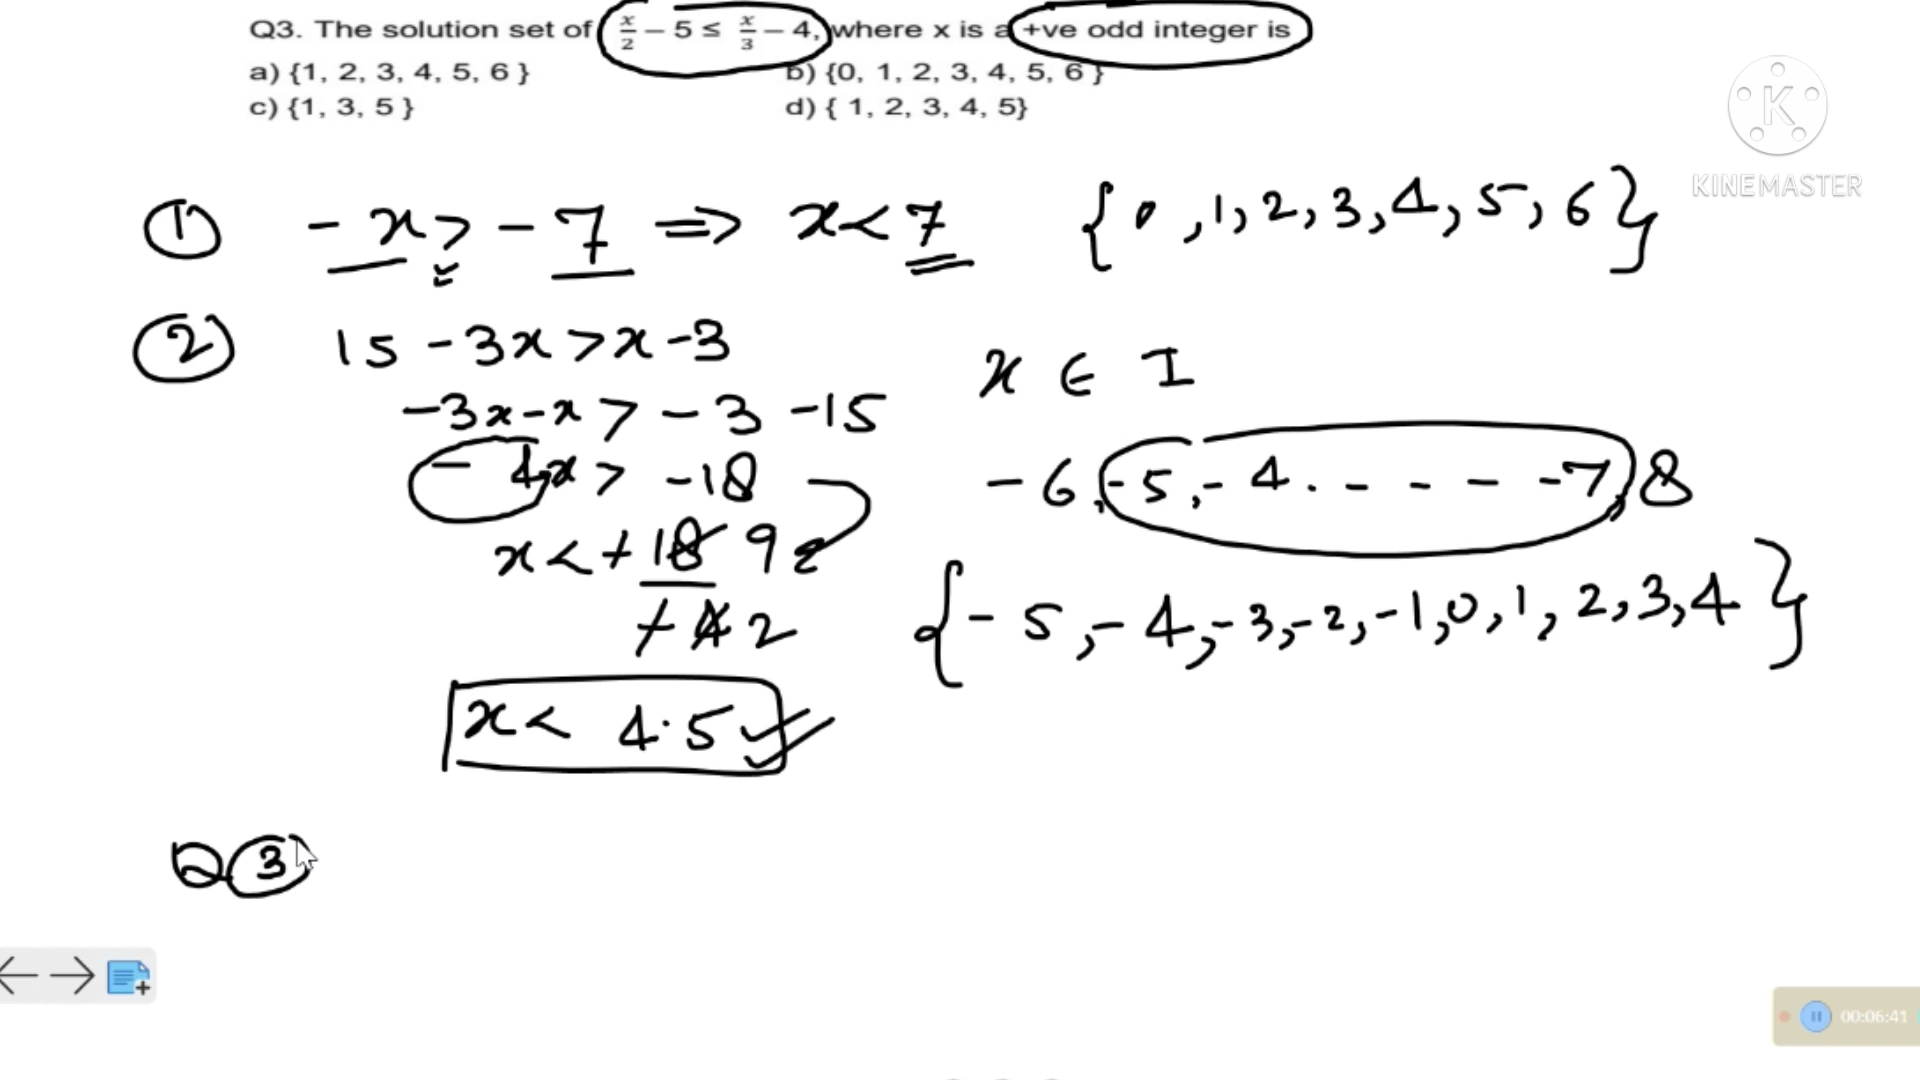 Q3. The solution set of x/2 – 5 ≤ x/3 – 4, where x is a +ve odd integer is
a) {1, 2, 3, 4, 5, 6 }    b) {0, 1, 2, 3, 4, 5, 6 }
c) {1, 3, 5 }    d) { 1, 2, 3, 4, 5}
K
KINEMASTER
① -x > -7 ⇒ x < 7    {0, 1, 2, 3, 4, 5, 6}
② 15 - 3x > x - 3
x ∈ I
-3x - x > -3 - 15
- 4x > -18
-6, -5, -4. - - - - -7, 8
x < + 18 9
+ 4 2
{-5, -4, -3, -2, -1, 0, 1, 2, 3, 4}
x < 4.5
Q ③
00:06:41